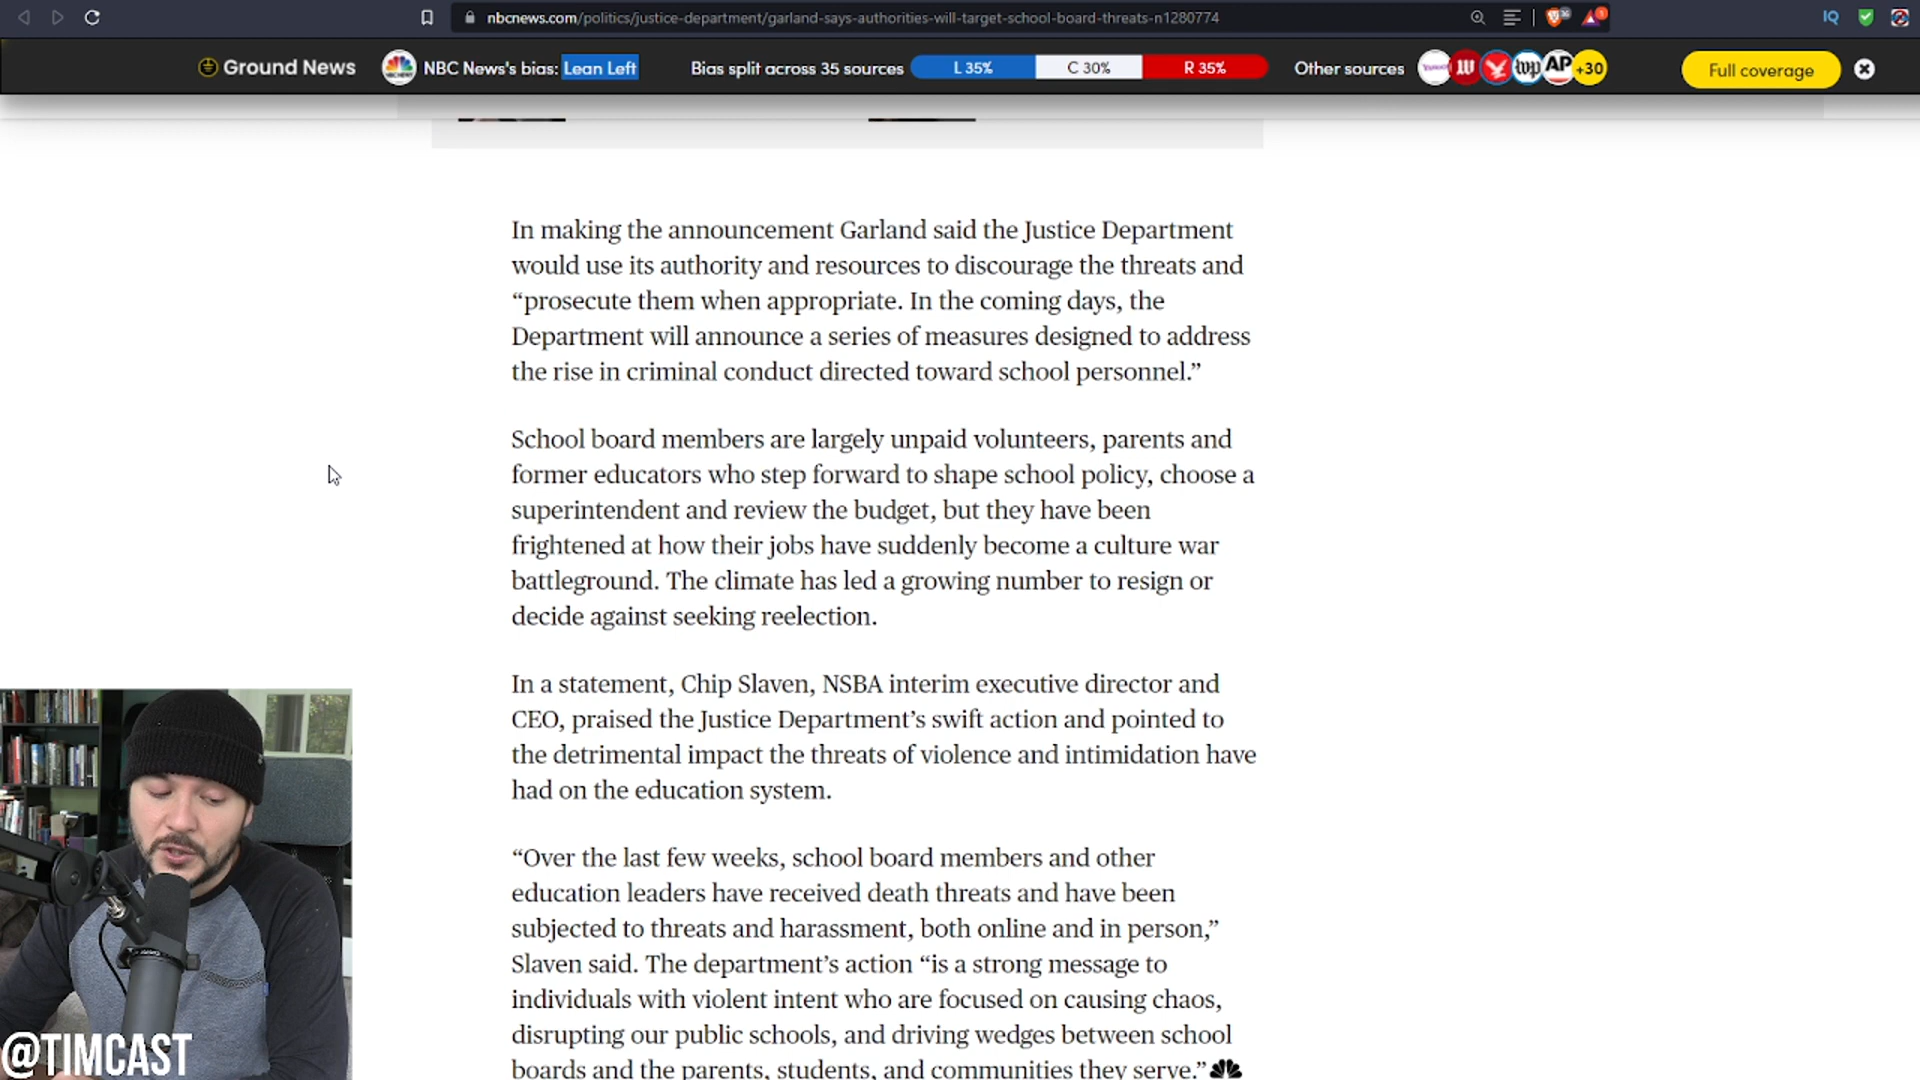 nbcnews.com/politics/justice-department/garland-says-authorities-will-target-school-board-threats-n1280774
IQ
Ground News
NBC News's bias: Lean Left
Bias split across 35 sources
L 35%
C 30%
R 35%
Other sources
W
wp
AP
+30
Full coverage
In making the announcement Garland said the Justice Department
would use its authority and resources to discourage the threats and
“prosecute them when appropriate. In the coming days, the
Department will announce a series of measures designed to address
the rise in criminal conduct directed toward school personnel.”
School board members are largely unpaid volunteers, parents and
former educators who step forward to shape school policy, choose a
superintendent and review the budget, but they have been
frightened at how their jobs have suddenly become a culture war
battleground. The climate has led a growing number to resign or
decide against seeking reelection.
In a statement, Chip Slaven, NSBA interim executive director and
CEO, praised the Justice Department’s swift action and pointed to
the detrimental impact the threats of violence and intimidation have
had on the education system.
“Over the last few weeks, school board members and other
education leaders have received death threats and have been
subjected to threats and harassment, both online and in person,”
Slaven said. The department’s action “is a strong message to
individuals with violent intent who are focused on causing chaos,
disrupting our public schools, and driving wedges between school
boards and the parents, students, and communities they serve.”
@TIMCAST